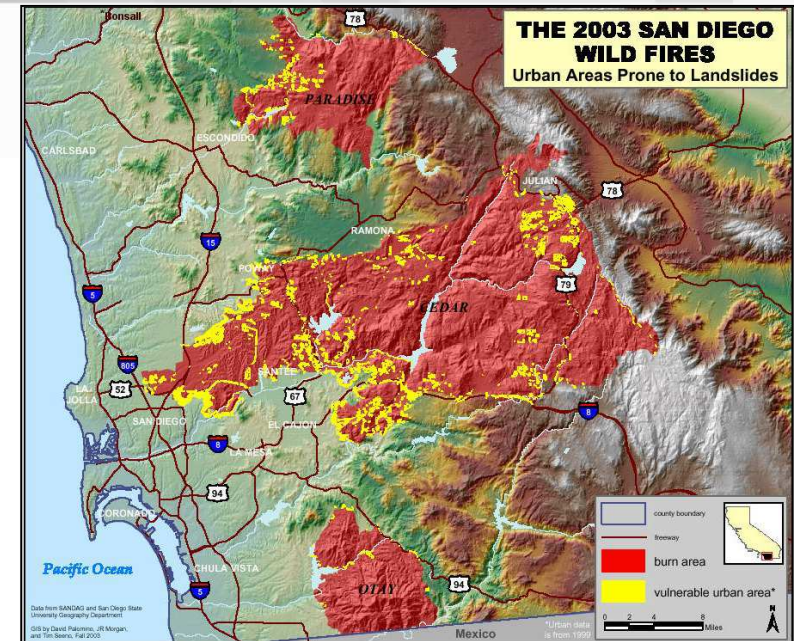 THE 2003 SAN DIEGO
WILD FIRES
Urban Areas Prone to Landslides
Bonsall
78
PARADISE
ESCONDIDO
CARLSBAD
JULIAN
78
RAMONA
15
POWAY
5
79
CEDAR
805
52
LA
JOLLA
SANTEE
67
SAN DIEGO
EL CAJON
8
8
LA MESA
94
CORONADO
Pacific Ocean
CHULA VISTA
5
OTAY
94
Mexico
county boundary
freeway
burn area
vulnerable urban area*
0 2 4 8
Miles
N
*Urban data
is from 1999
Data from SANDAG and San Diego State
University Geography Department
GIS by David Palomino, JR Morgan,
and Tim Seeno, Fall 2003